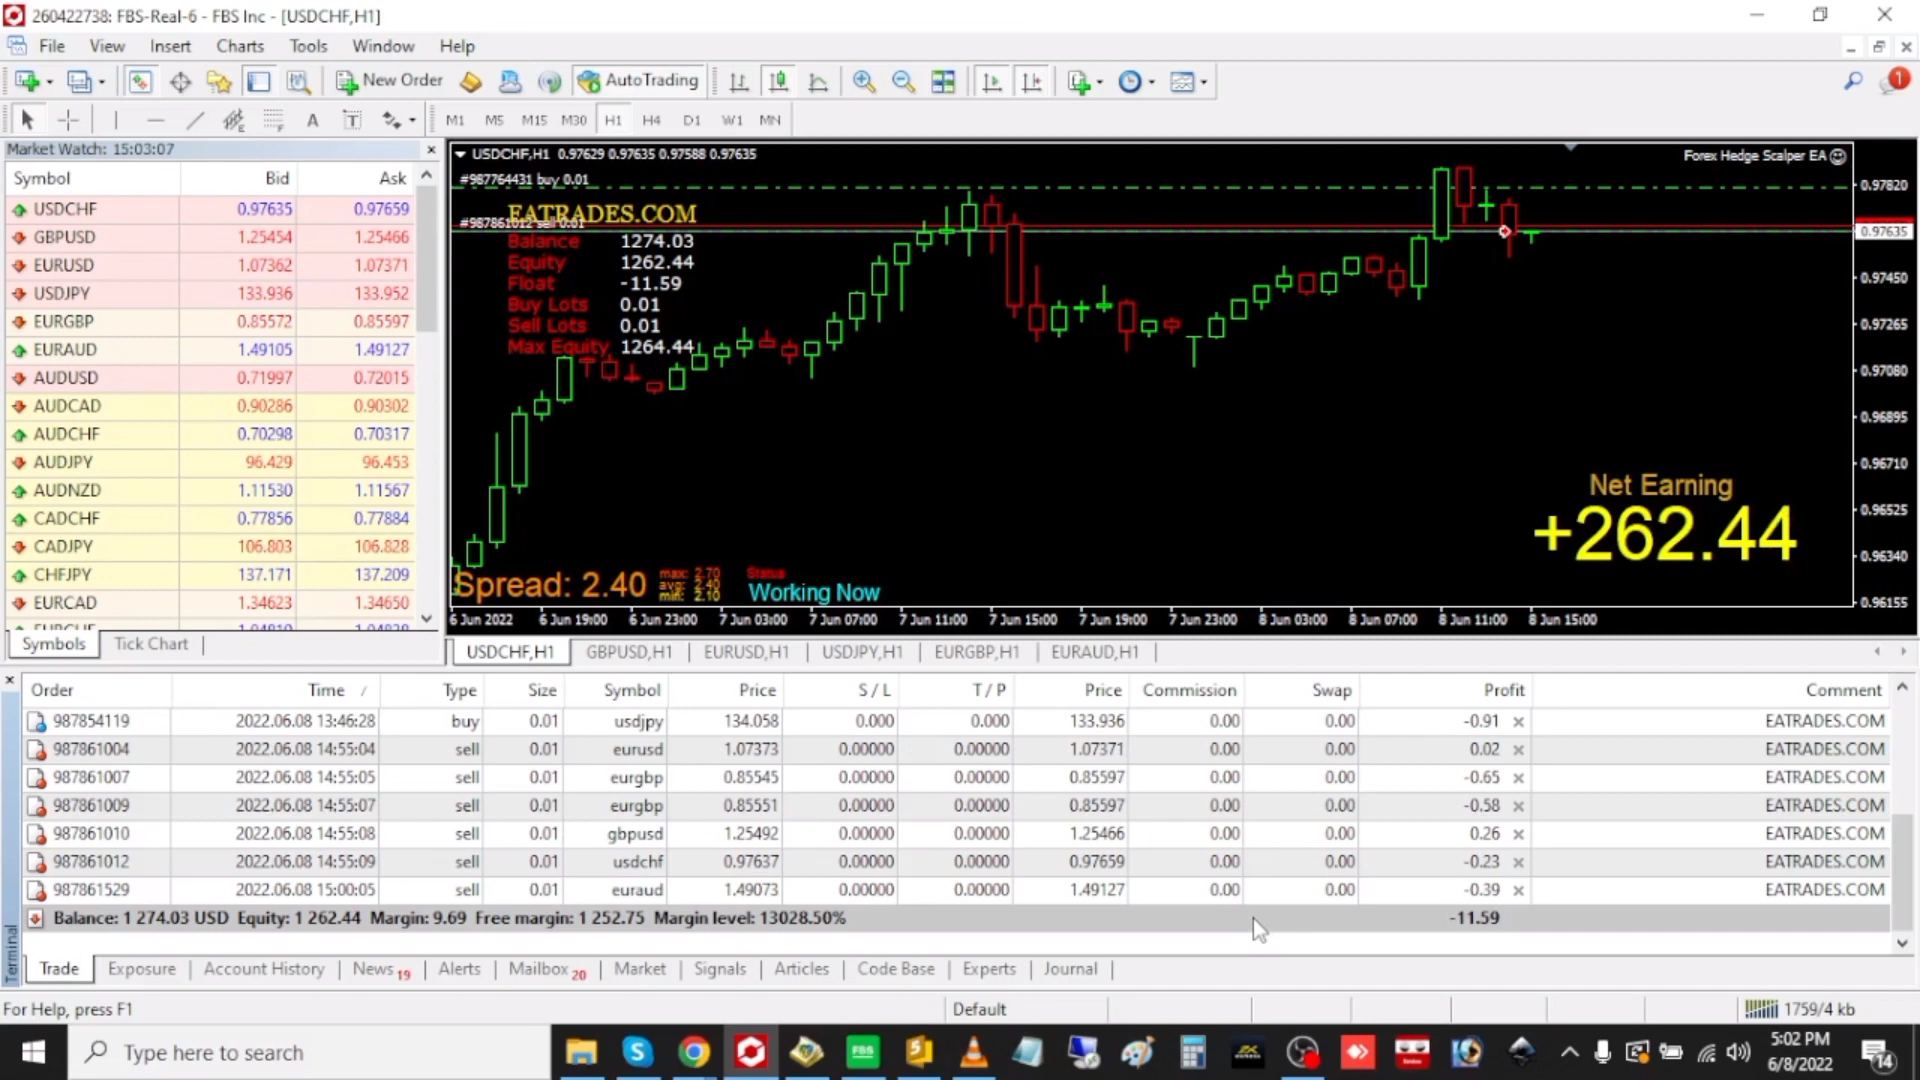 260422738: FBS-Real-6 - FBS Inc - [USDCHF,H1]
File View Insert Charts Tools Window Help
New Order AutoTrading 1
M1 M5 M15 M30 H1 H4 D1 W1 MN
Market Watch: 15:03:07
Symbol Bid Ask
USDCHF 0.97635 0.97659
GBPUSD 1.25454 1.25466
EURUSD 1.07362 1.07371
USDJPY 133.936 133.952
EURGBP 0.85572 0.85597
EURAUD 1.49105 1.49127
AUDUSD 0.71997 0.72015
AUDCAD 0.90286 0.90302
AUDCHF 0.70298 0.70317
AUDJPY 96.429 96.453
AUDNZD 1.11530 1.11567
CADCHF 0.77856 0.77884
CADJPY 106.803 106.828
CHFJPY 137.171 137.209
EURCAD 1.34623 1.34650
Symbols Tick Chart
USDCHF,H1 0.97629 0.97635 0.97588 0.97635
Forex Hedge Scalper EA
#987764431 buy 0.01
EATRADES.COM
#987861012 sell 0.01
Balance 1274.03
Equity 1262.44
Float -11.59
Buy Lots 0.01
Sell Lots 0.01
Max Equity 1264.44
0.97820
0.97635
0.97450
0.97265
0.97080
0.96895
0.96710
0.96525
0.96340
0.96155
Net Earning
+262.44
Spread: 2.40
max: 2.70
avg: 2.40
min: 2.10
Status
Working Now
6 Jun 2022 6 Jun 19:00 6 Jun 23:00 7 Jun 03:00 7 Jun 07:00 7 Jun 11:00 7 Jun 15:00 7 Jun 19:00 7 Jun 23:00 8 Jun 03:00 8 Jun 07:00 8 Jun 11:00 8 Jun 15:00
USDCHF,H1 GBPUSD,H1 EURUSD,H1 USDJPY,H1 EURGBP,H1 EURAUD,H1
Order Time / Type Size Symbol Price S / L T / P Price Commission Swap Profit Comment
987854119 2022.06.08 13:46:28 buy 0.01 usdjpy 134.058 0.000 0.000 133.936 0.00 0.00 -0.91 EATRADES.COM
987861004 2022.06.08 14:55:04 sell 0.01 eurusd 1.07373 0.00000 0.00000 1.07371 0.00 0.00 0.02 EATRADES.COM
987861007 2022.06.08 14:55:05 sell 0.01 eurgbp 0.85545 0.00000 0.00000 0.85597 0.00 0.00 -0.65 EATRADES.COM
987861009 2022.06.08 14:55:07 sell 0.01 eurgbp 0.85551 0.00000 0.00000 0.85597 0.00 0.00 -0.58 EATRADES.COM
987861010 2022.06.08 14:55:08 sell 0.01 gbpusd 1.25492 0.00000 0.00000 1.25466 0.00 0.00 0.26 EATRADES.COM
987861012 2022.06.08 14:55:09 sell 0.01 usdchf 0.97637 0.00000 0.00000 0.97659 0.00 0.00 -0.23 EATRADES.COM
987861529 2022.06.08 15:00:05 sell 0.01 euraud 1.49073 0.00000 0.00000 1.49127 0.00 0.00 -0.39 EATRADES.COM
Balance: 1 274.03 USD Equity: 1 262.44 Margin: 9.69 Free margin: 1 252.75 Margin level: 13028.50% -11.59
Terminal
Trade Exposure Account History News 19 Alerts Mailbox 20 Market Signals Articles Code Base Experts Journal
For Help, press F1 Default 1759/4 kb
Type here to search
5:02 PM
6/8/2022
14